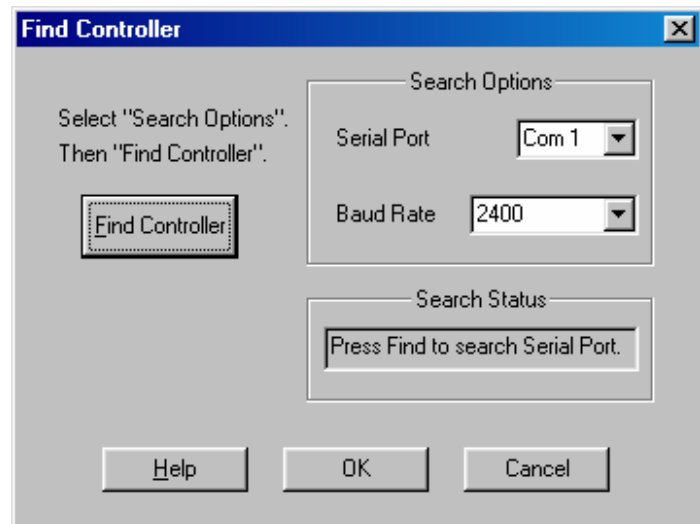 Find Controller
Select "Search Options".
Then "Find Controller".
Find Controller
Search Options
Serial Port Com 1
Baud Rate 2400
Search Status
Press Find to search Serial Port.
Help OK Cancel